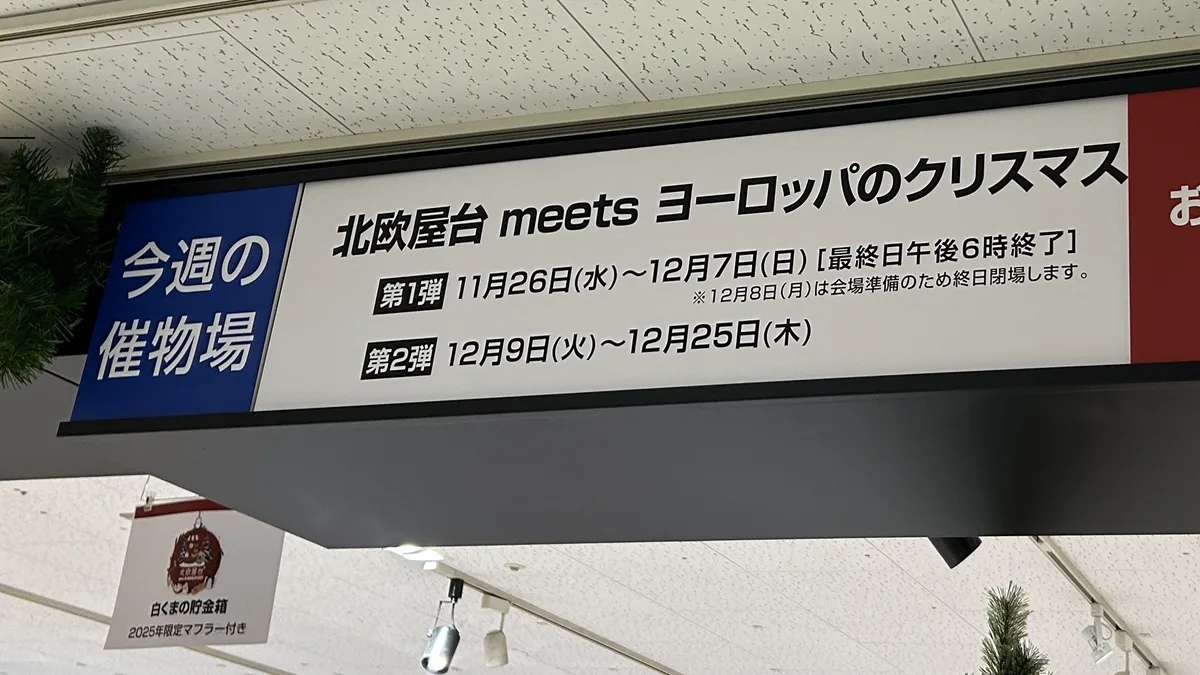 今週の
催物場
北欧屋台 meets ヨーロッパのクリスマス
第1弾 11月26日(水)〜12月7日(日) [最終日午後6時終了]
※12月8日(月)は会場準備のため終日閉場します。
第2弾 12月9日(火)〜12月25日(木)
お
北欧屋台
白くまの貯金箱
2025年限定マフラー付き